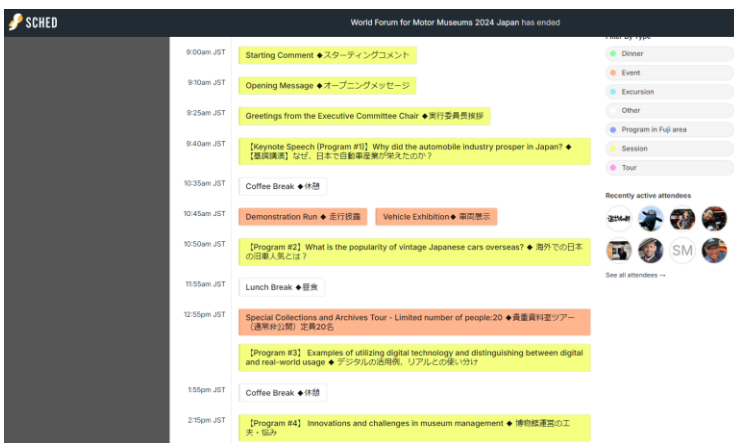 SCHED
World Forum for Motor Museums 2024 Japan has ended
9:00am JST
Starting Comment ◆スターティングコメント
9:10am JST
Opening Message ◆オープニングメッセージ
9:25am JST
Greetings from the Executive Committee Chair ◆実行委員長挨拶
9:40am JST
【Keynote Speech (Program #1)】Why did the automobile industry prosper in Japan? ◆
【基調講演】なぜ、日本で自動車産業が栄えたのか？
10:35am JST
Coffee Break ◆休憩
10:45am JST
Demonstration Run ◆ 走行披露
Vehicle Exhibition◆ 車両展示
10:50am JST
【Program #2】What is the popularity of vintage Japanese cars overseas? ◆ 海外での日本
の旧車人気とは？
11:55am JST
Lunch Break ◆昼食
12:55pm JST
Special Collections and Archives Tour - Limited number of people:20 ◆貴重資料室ツアー
（通常非公開）定員20名
【Program #3】 Examples of utilizing digital technology and distinguishing between digital
and real-world usage ◆ デジタルの活用例、リアルとの使い分け
1:55pm JST
Coffee Break ◆休憩
2:15pm JST
【Program #4】 Innovations and challenges in museum management ◆ 博物館運営の工
夫・悩み
Filter By Type
Dinner
Event
Excursion
Other
Program in Fuji area
Session
Tour
Recently active attendees
SM
See all attendees →